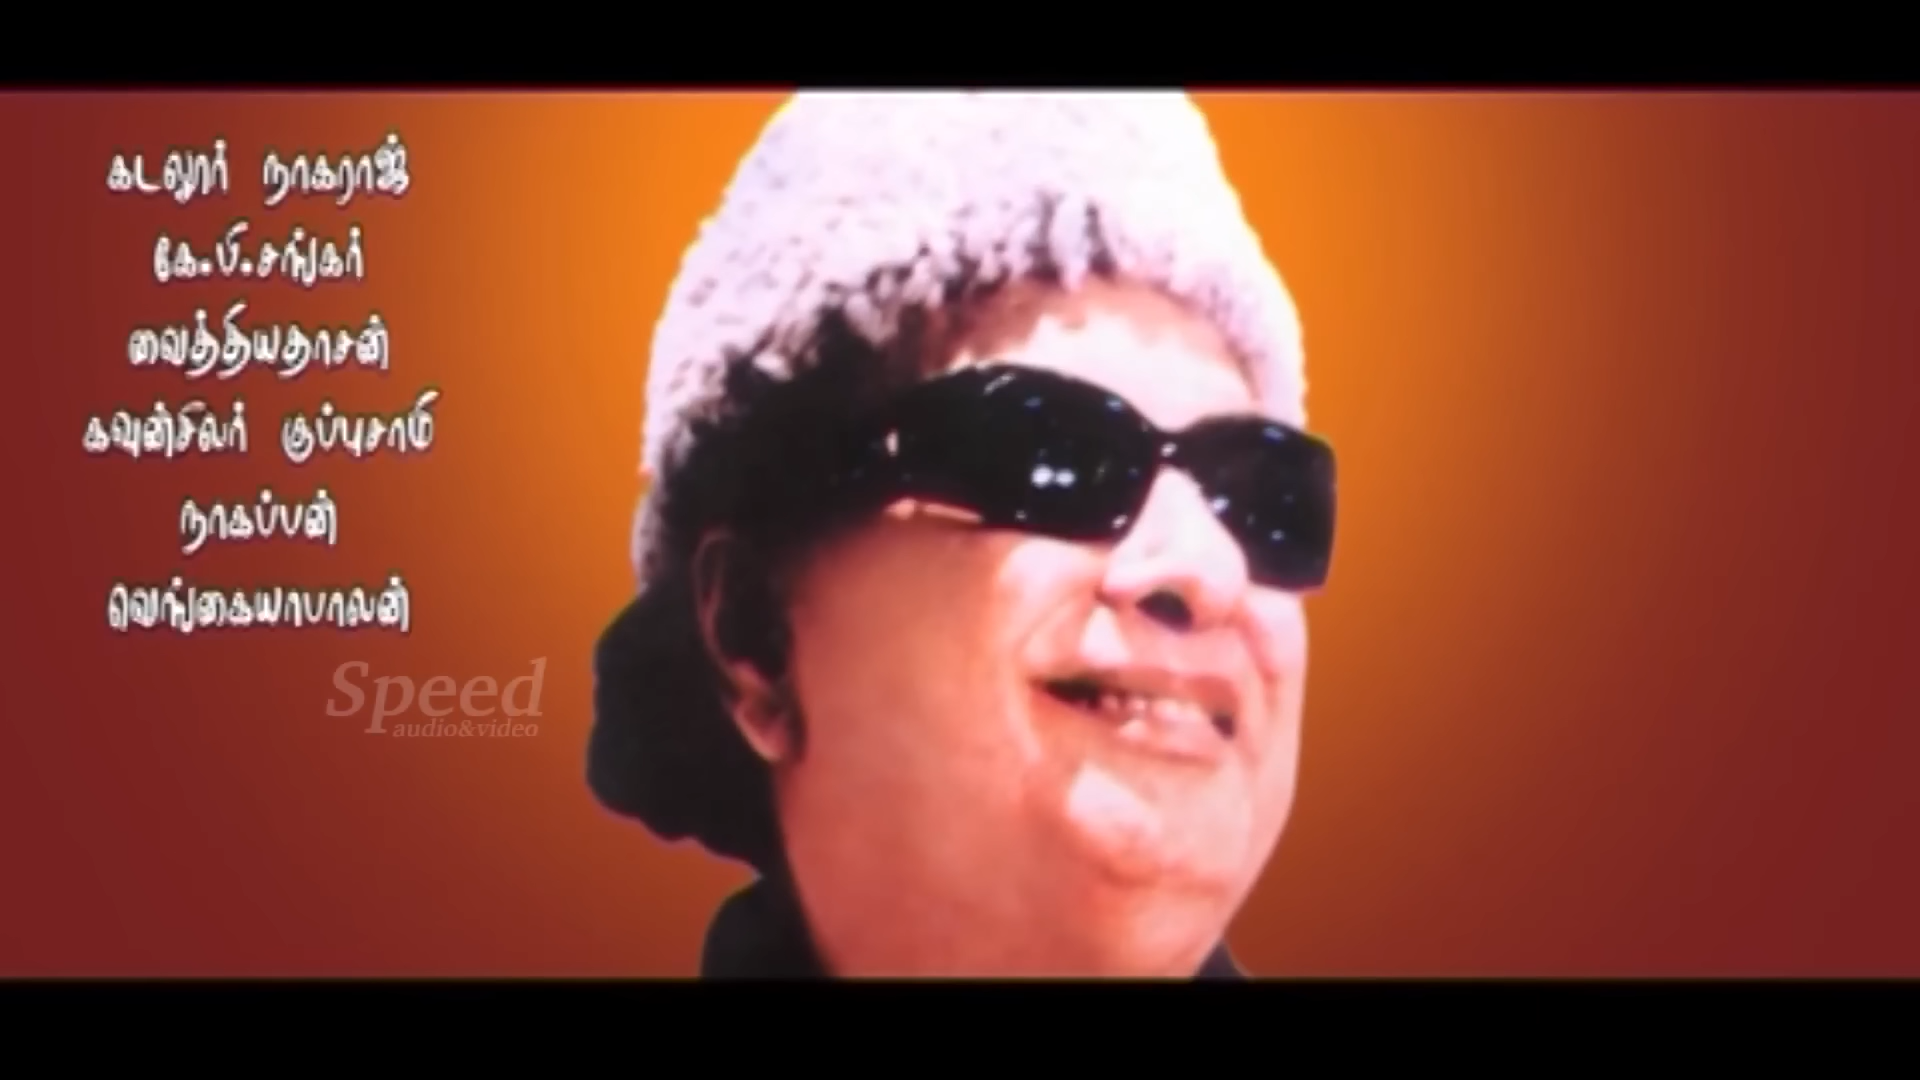 கடலூர் நாகராஜ்
கே.பி.சங்கர்
வைத்தியதாசன்
கவுன்சிலர் குப்புசாமி
நாகப்பன்
வெங்கையாபாலன்
Speed
audio&video